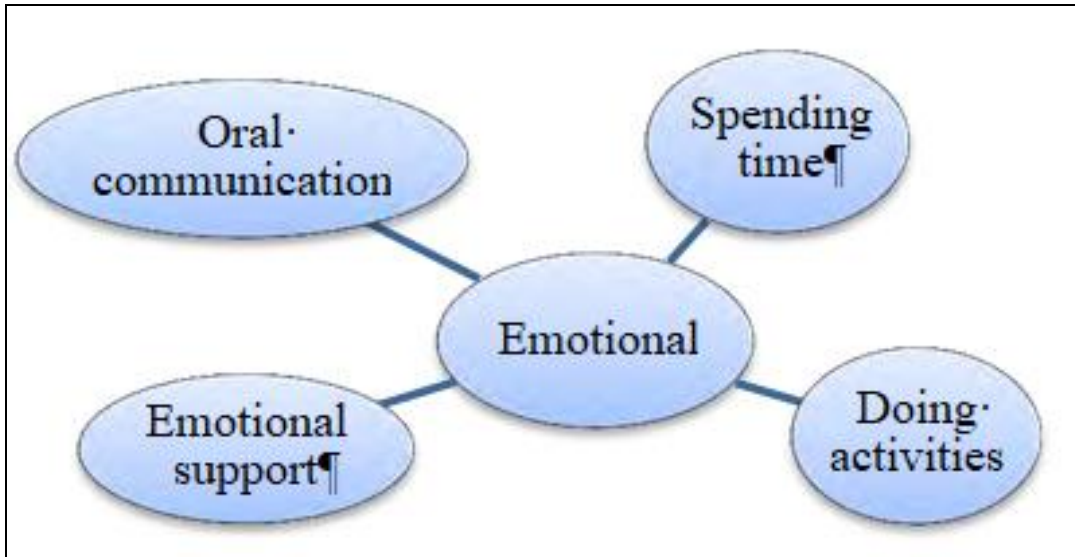 Oral·
communication
Spending
time¶
Emotional
Emotional
support¶
Doing·
activities